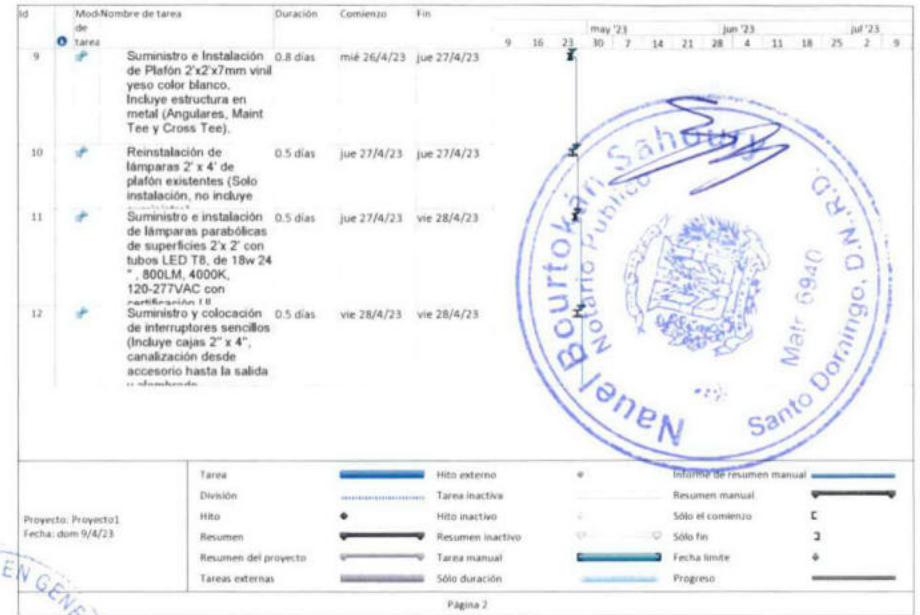 Id
Modo de tarea
Nombre de tarea
Duración
Comienzo
Fin
may '23
jun '23
jul '23
9 16 23 30 7 14 21 28 4 11 18 25 2 9
9
Suministro e Instalación
de Plafón 2'x2'x7mm vinil
yeso color blanco.
Incluye estructura en
metal (Angulares, Maint
Tee y Cross Tee).
0.8 días
mié 26/4/23
jue 27/4/23
10
Reinstalación de
lámparas 2' x 4' de
plafón existentes (Solo
instalación, no incluye
0.5 días
jue 27/4/23
jue 27/4/23
11
Suministro e instalación
de lámparas parabólicas
de superficies 2'x 2' con
tubos LED T8, de 18w 24
" , 800LM, 4000K,
120-277VAC con
certificación UL
0.5 días
jue 27/4/23
vie 28/4/23
12
Suministro y colocación
de interruptores sencillos
(Incluye cajas 2" x 4",
canalización desde
accesorio hasta la salida
y alambrado
0.5 días
vie 28/4/23
vie 28/4/23
Nauel Bourtokán Sahoury
Notario Público
Matr 6940
Santo Domingo, D.N., R.D.
Proyecto: Proyecto1
Fecha: dom 9/4/23
Tarea
División
Hito
Resumen
Resumen del proyecto
Tareas externas
Hito externo
Tarea inactiva
Hito inactivo
Resumen inactivo
Tarea manual
Sólo duración
Informe de resumen manual
Resumen manual
Sólo el comienzo
Sólo fin
Fecha límite
Progreso
Página 2
EN GENE